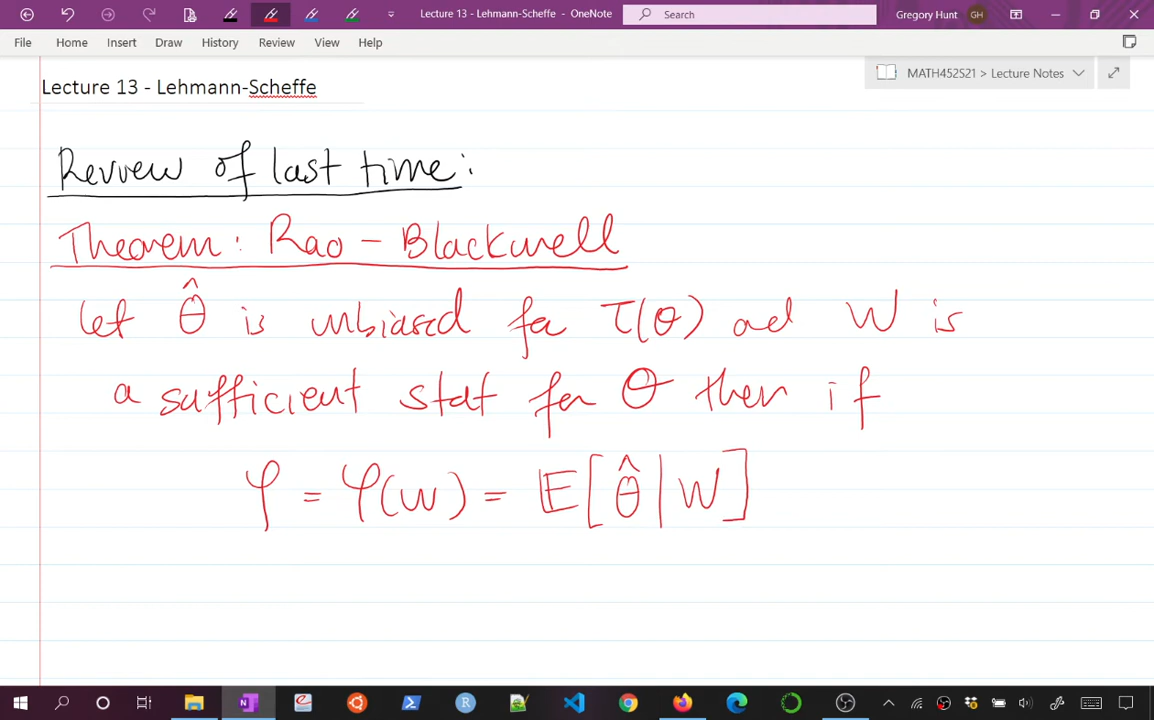 Lecture 13 - Lehmann-Scheffe - OneNote
Search
Gregory Hunt
GH
File Home Insert Draw History Review View Help
MATH452S21 > Lecture Notes
Lecture 13 - Lehmann-Scheffe
Review of last time:
Theorem: Rao - Blackwell
Let θ̂ is unbiased for τ(θ) and W is
a sufficient stat for θ then if
φ = φ(W) = 𝔼[θ̂ | W]